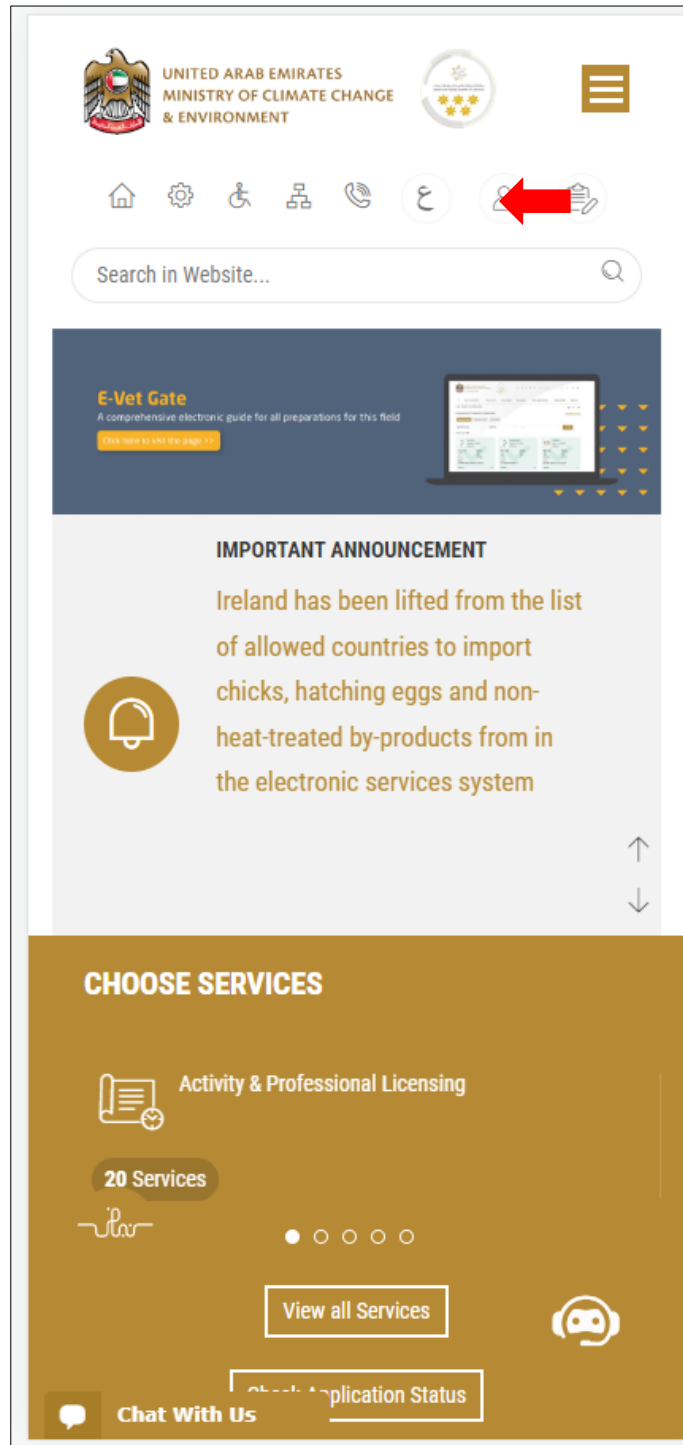 UNITED ARAB EMIRATES
MINISTRY OF CLIMATE CHANGE
& ENVIRONMENT
ع
Search in Website...
E-Vet Gate
A comprehensive electronic guide for all preparations for this field
Click here to visit the page >>
IMPORTANT ANNOUNCEMENT
Ireland has been lifted from the list
of allowed countries to import
chicks, hatching eggs and non-
heat-treated by-products from in
the electronic services system
CHOOSE SERVICES
Activity & Professional Licensing
20 Services
View all Services
Application Status
Chat With Us